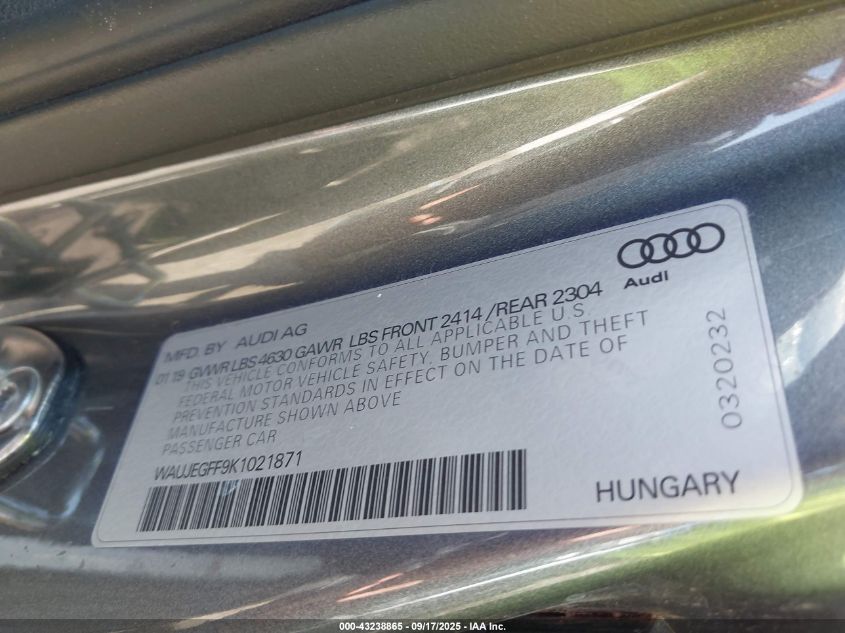 Audi
MFD. BY AUDI AG
01.19 GVWR LBS 4630 GAWR LBS FRONT 2414 /REAR 2304
THIS VEHICLE CONFORMS TO ALL APPLICABLE U.S.
FEDERAL MOTOR VEHICLE SAFETY, BUMPER AND THEFT
PREVENTION STANDARDS IN EFFECT ON THE DATE OF
MANUFACTURE SHOWN ABOVE
PASSENGER CAR
WAUJEGFF9K1021871
HUNGARY
0320232
000-43238865 - 09/17/2025 - IAA Inc.